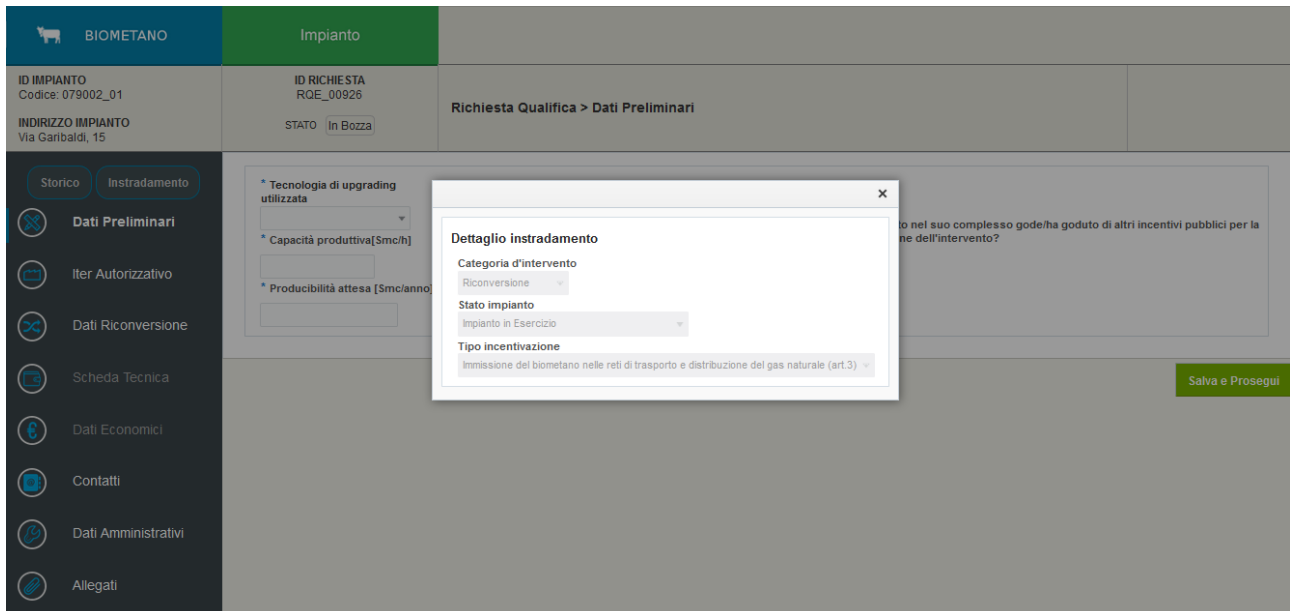 BIOMETANO
Impianto
ID IMPIANTO
Codice: 079002_01
INDIRIZZO IMPIANTO
Via Garibaldi, 15
ID RICHIESTA
RQE_00926
STATO In Bozza
Richiesta Qualifica > Dati Preliminari
Storico Instradamento
Dati Preliminari
Iter Autorizzativo
Dati Riconversione
Scheda Tecnica
Dati Economici
Contatti
Dati Amministrativi
Allegati
* Tecnologia di upgrading
utilizzata
* Capacità produttiva[Smc/h]
* Producibilità attesa [Smc/anno]
nel suo complesso gode/ha goduto di altri incentivi pubblici per la
dell'intervento?
×
Dettaglio instradamento
Categoria d'intervento
Riconversione
Stato impianto
Impianto in Esercizio
Tipo incentivazione
Immissione del biometano nelle reti di trasporto e distribuzione del gas naturale (art.3)
Salva e Prosegui